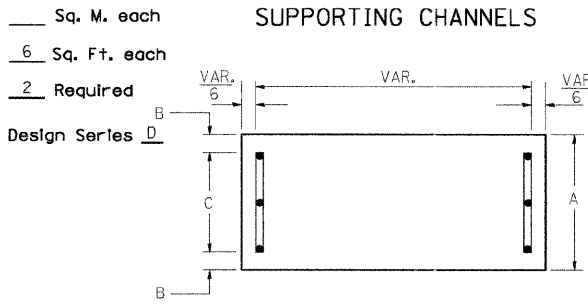 ___ Sq. M. each
6 Sq. Ft. each
2 Required
Design Series D
SUPPORTING CHANNELS
VAR.
6
VAR.
VAR
6
B
C
A
B